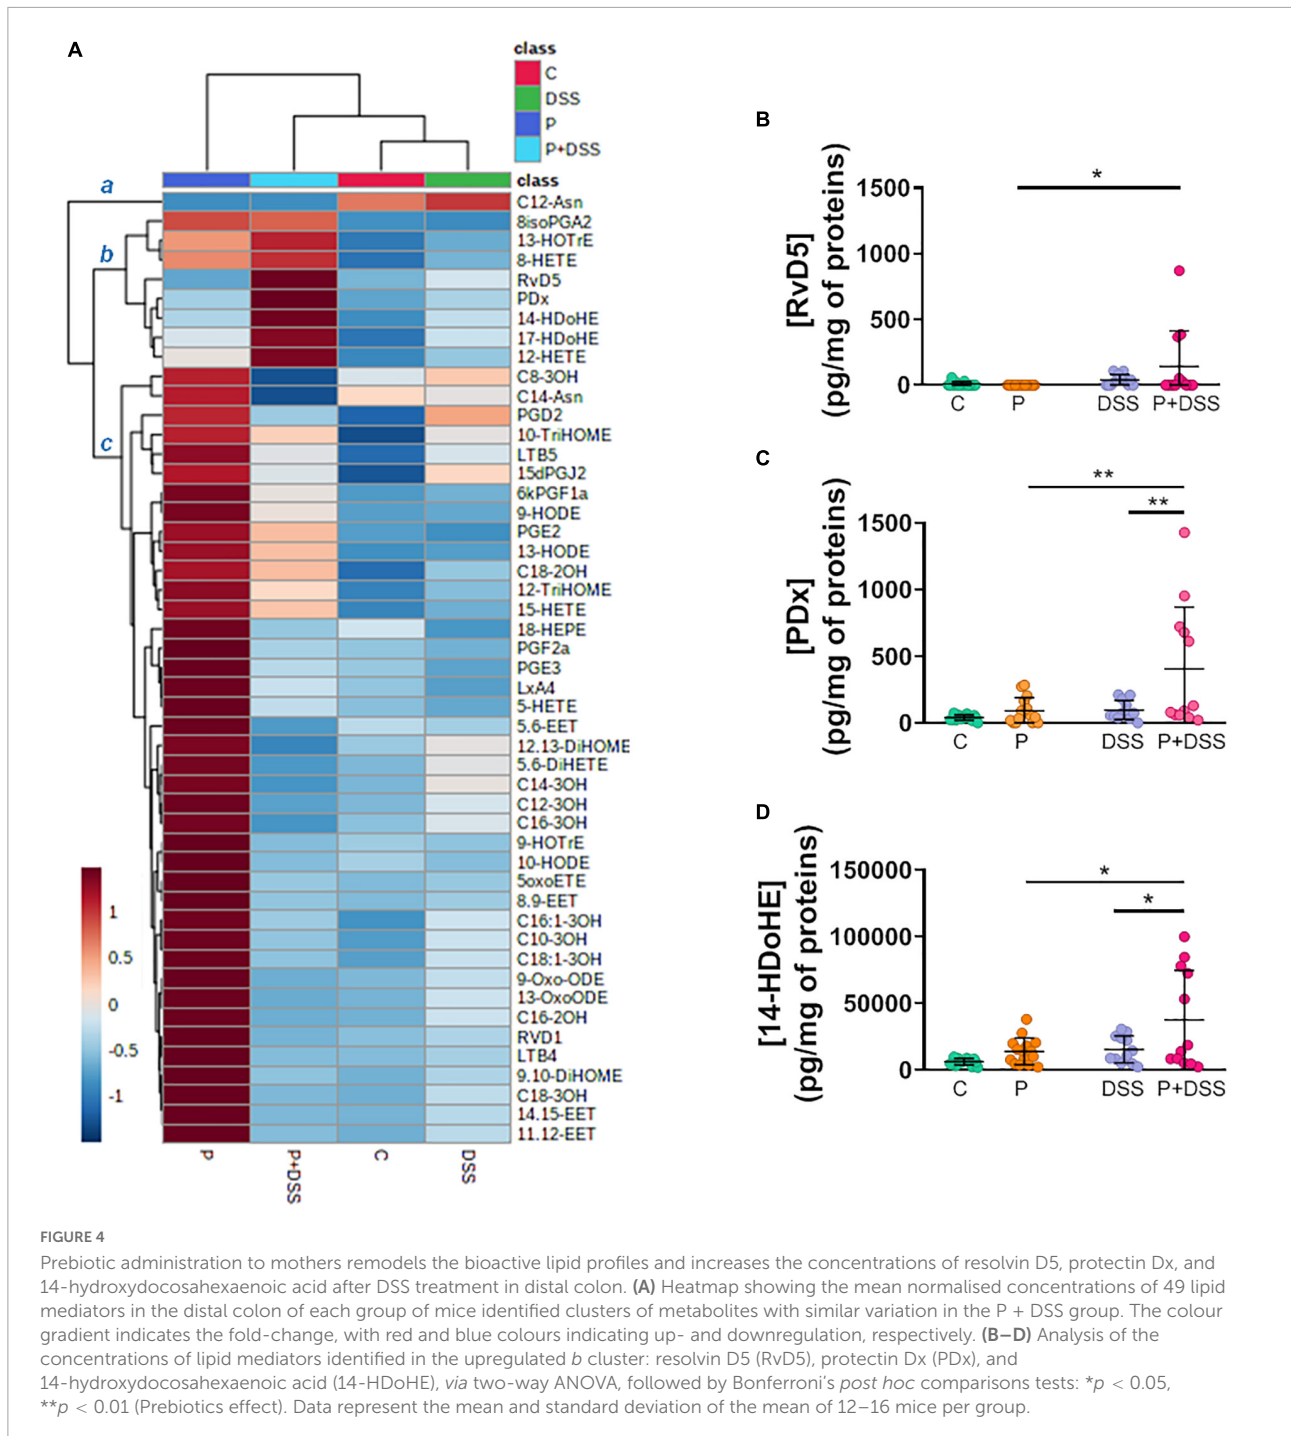 A
class
C
DSS
P
P+DSS
class
a
b
c
C12-Asn
8isoPGA2
13-HOTrE
8-HETE
RvD5
PDx
14-HDoHE
17-HDoHE
12-HETE
C8-3OH
C14-Asn
PGD2
10-TriHOME
LTB5
15dPGJ2
6kPGF1a
9-HODE
PGE2
13-HODE
C18-2OH
12-TriHOME
15-HETE
18-HEPE
PGF2a
PGE3
LxA4
5-HETE
5.6-EET
12.13-DiHOME
5.6-DiHETE
C14-3OH
C12-3OH
C16-3OH
9-HOTrE
10-HODE
5oxoETE
8.9-EET
C16:1-3OH
C10-3OH
C18:1-3OH
9-Oxo-ODE
13-OxoODE
C16-2OH
RVD1
LTB4
9.10-DiHOME
C18-3OH
14.15-EET
11.12-EET
1
0.5
0
-0.5
-1
P
P+DSS
C
DSS
B
[RvD5]
(pg/mg of proteins)
1500
1000
500
0
*
C P DSS P+DSS
C
[PDx]
(pg/mg of proteins)
1500
1000
500
0
**
**
C P DSS P+DSS
D
[14-HDoHE]
(pg/mg of proteins)
150000
100000
50000
0
*
*
C P DSS P+DSS
FIGURE 4
Prebiotic administration to mothers remodels the bioactive lipid profiles and increases the concentrations of resolvin D5, protectin Dx, and
14-hydroxydocosahexaenoic acid after DSS treatment in distal colon. (A) Heatmap showing the mean normalised concentrations of 49 lipid
mediators in the distal colon of each group of mice identified clusters of metabolites with similar variation in the P + DSS group. The colour
gradient indicates the fold-change, with red and blue colours indicating up- and downregulation, respectively. (B–D) Analysis of the
concentrations of lipid mediators identified in the upregulated b cluster: resolvin D5 (RvD5), protectin Dx (PDx), and
14-hydroxydocosahexaenoic acid (14-HDoHE), via two-way ANOVA, followed by Bonferroni's post hoc comparisons tests: *p < 0.05,
**p < 0.01 (Prebiotics effect). Data represent the mean and standard deviation of the mean of 12–16 mice per group.